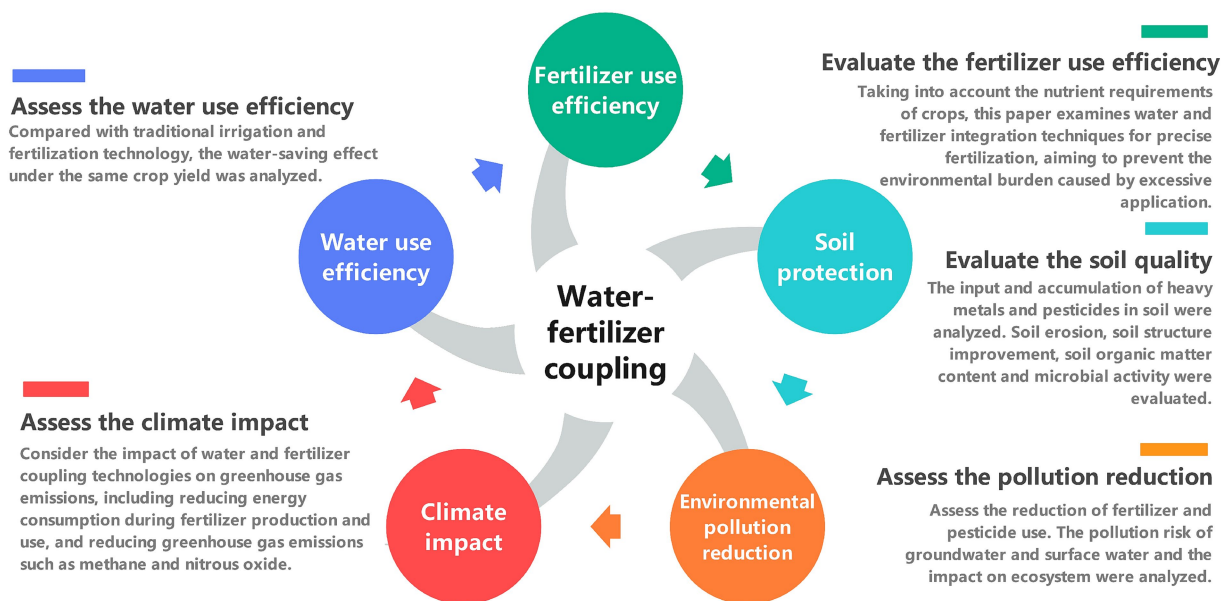 Fertilizer use
efficiency
Evaluate the fertilizer use efficiency
Taking into account the nutrient requirements
of crops, this paper examines water and
fertilizer integration techniques for precise
fertilization, aiming to prevent the
environmental burden caused by excessive
application.
Assess the water use efficiency
Compared with traditional irrigation and
fertilization technology, the water-saving effect
under the same crop yield was analyzed.
Water use
efficiency
Soil
protection
Evaluate the soil quality
The input and accumulation of heavy
metals and pesticides in soil were
analyzed. Soil erosion, soil structure
improvement, soil organic matter
content and microbial activity were
evaluated.
Water-
fertilizer
coupling
Assess the climate impact
Consider the impact of water and fertilizer
coupling technologies on greenhouse gas
emissions, including reducing energy
consumption during fertilizer production and
use, and reducing greenhouse gas emissions
such as methane and nitrous oxide.
Climate
impact
Environmental
pollution
reduction
Assess the pollution reduction
Assess the reduction of fertilizer and
pesticide use. The pollution risk of
groundwater and surface water and the
impact on ecosystem were analyzed.